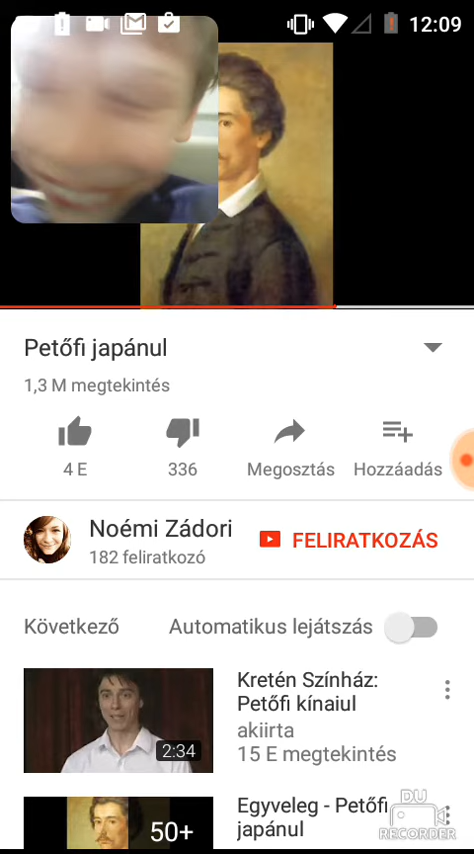 12:09
Petőfi japánul
1,3 M megtekintés
4 E
336
Megosztás
Hozzáadás
Noémi Zádori
182 feliratkozó
FELIRATKOZÁS
Következő
Automatikus lejátszás
Kretén Színház:
Petőfi kínaiul
akiirta
15 E megtekintés
2:34
Egyveleg - Petőfi
japánul
50+
DU
RECORDER